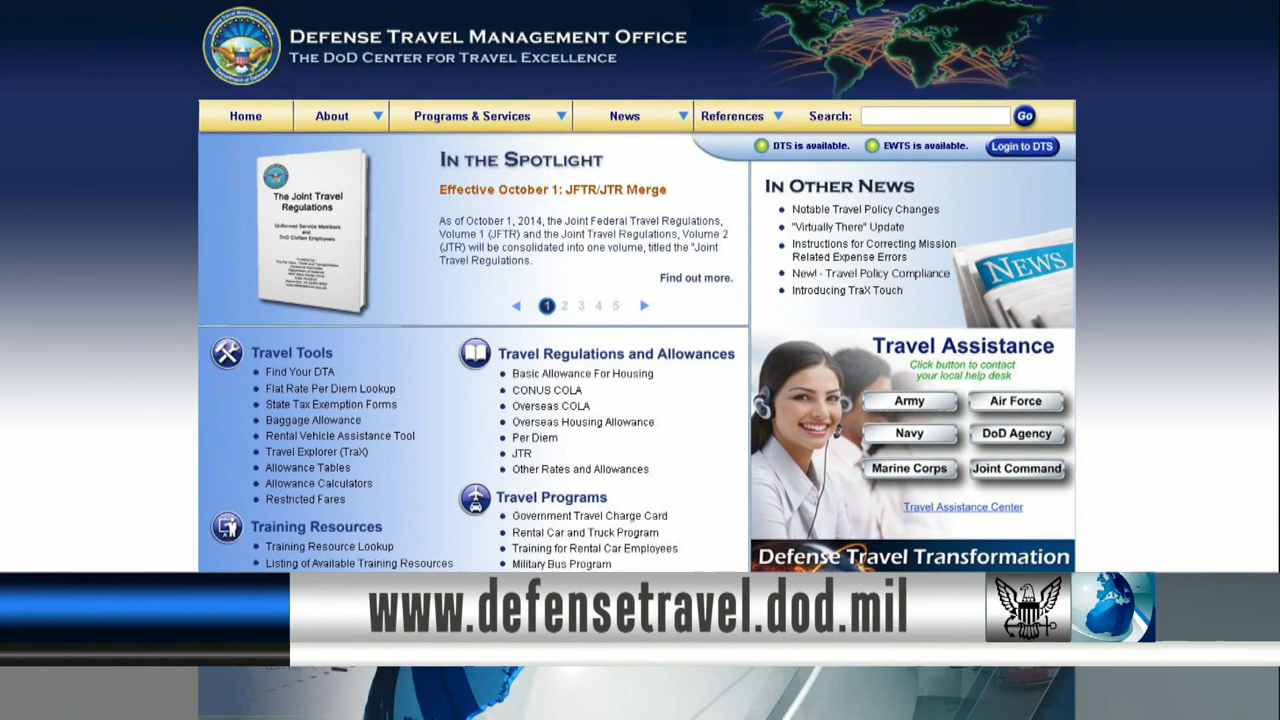 DEFENSE TRAVEL MANAGEMENT OFFICE
THE DOD CENTER FOR TRAVEL EXCELLENCE
Home About Programs & Services News References Search: Go
DTS is available. EWTS is available. Login to DTS
The Joint Travel
Regulations
Uniformed Service Members
and
DoD Civilian Employees
IN THE SPOTLIGHT
Effective October 1: JFTR/JTR Merge
As of October 1, 2014, the Joint Federal Travel Regulations,
Volume 1 (JFTR) and the Joint Travel Regulations, Volume 2
(JTR) will be consolidated into one volume, titled the "Joint
Travel Regulations.
Find out more.
1 2 3 4 5
IN OTHER NEWS
Notable Travel Policy Changes
"Virtually There" Update
Instructions for Correcting Mission
Related Expense Errors
New! - Travel Policy Compliance
Introducing TraX Touch
NEWS
Travel Tools
Find Your DTA
Flat Rate Per Diem Lookup
State Tax Exemption Forms
Baggage Allowance
Rental Vehicle Assistance Tool
Travel Explorer (TraX)
Allowance Tables
Allowance Calculators
Restricted Fares
Training Resources
Training Resource Lookup
Listing of Available Training Resources
Travel Regulations and Allowances
Basic Allowance For Housing
CONUS COLA
Overseas COLA
Overseas Housing Allowance
Per Diem
JTR
Other Rates and Allowances
Travel Programs
Government Travel Charge Card
Rental Car and Truck Program
Training for Rental Car Employees
Military Bus Program
Travel Assistance
Click button to contact
your local help desk
Army Air Force
Navy DoD Agency
Marine Corps Joint Command
Travel Assistance Center
Defense Travel Transformation
www.defensetravel.dod.mil